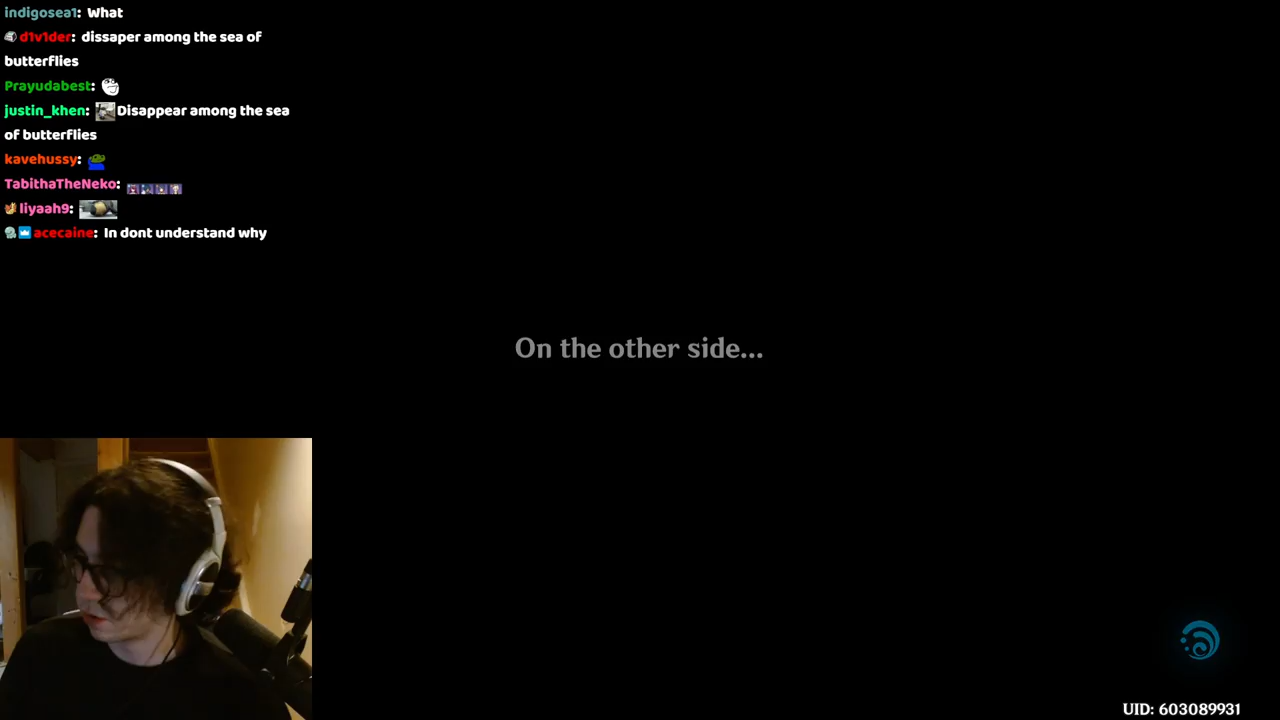 indigosea1: What
d1v1der: dissaper among the sea of
butterflies
Prayudabest:
justin_khen: Disappear among the sea
of butterflies
kavehussy:
TabithaTheNeko:
liyaah9:
acecaine: In dont understand why
On the other side...
UID: 603089931